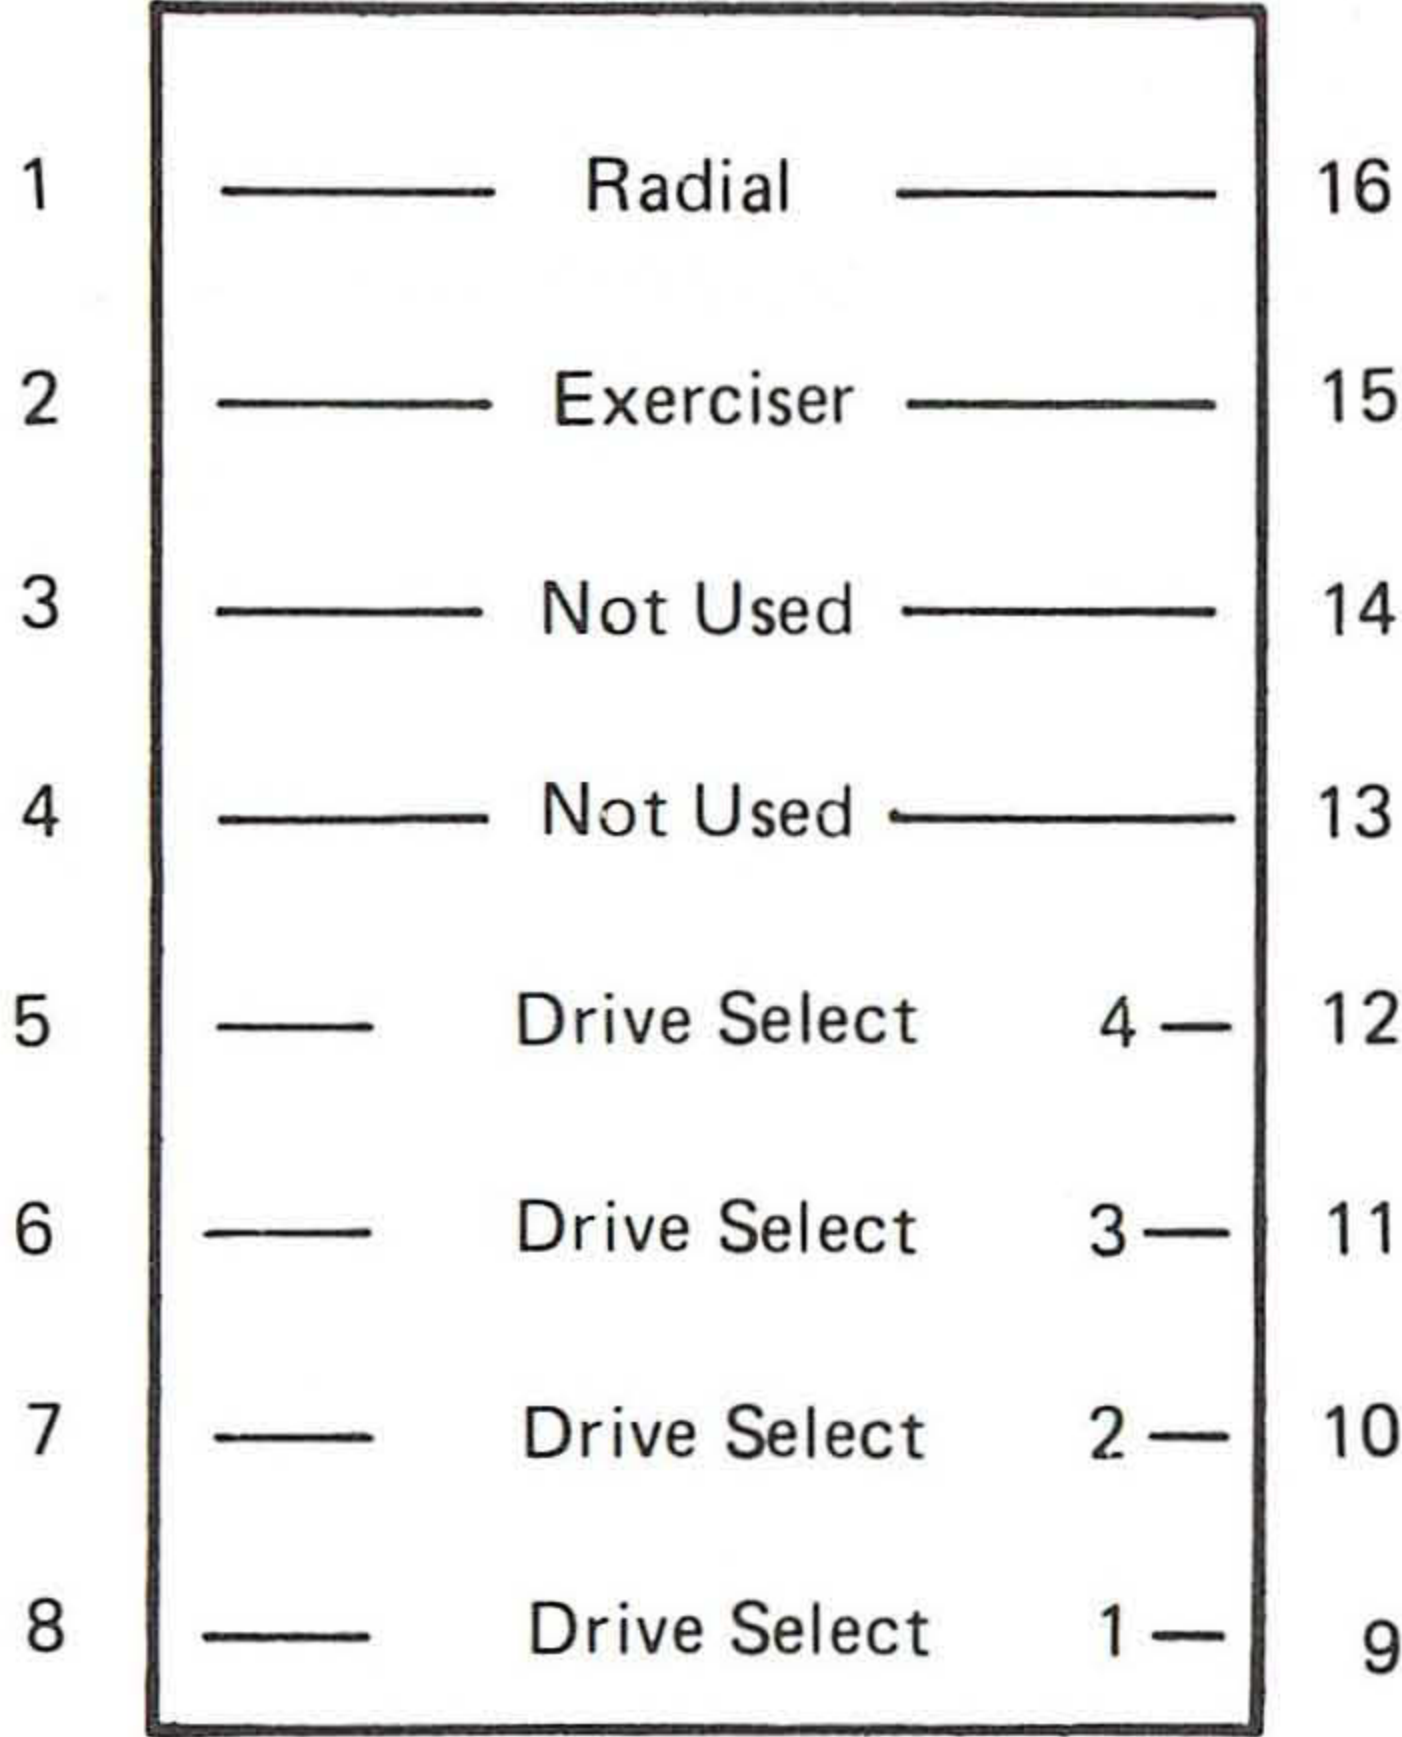 1 Radial 16
2 Exerciser 15
3 Not Used 14
4 Not Used 13
5 Drive Select 4 12
6 Drive Select 3 11
7 Drive Select 2 10
8 Drive Select 1 9